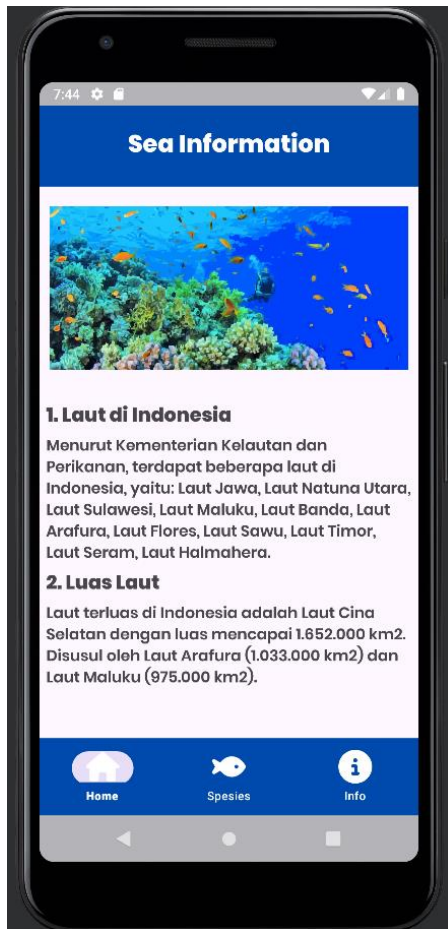 7:44
Sea Information
1. Laut di Indonesia
Menurut Kementerian Kelautan dan
Perikanan, terdapat beberapa laut di
Indonesia, yaitu: Laut Jawa, Laut Natuna Utara,
Laut Sulawesi, Laut Maluku, Laut Banda, Laut
Arafura, Laut Flores, Laut Sawu, Laut Timor,
Laut Seram, Laut Halmahera.
2. Luas Laut
Laut terluas di Indonesia adalah Laut Cina
Selatan dengan luas mencapai 1.652.000 km2.
Disusul oleh Laut Arafura (1.033.000 km2) dan
Laut Maluku (975.000 km2).
Home Spesies Info